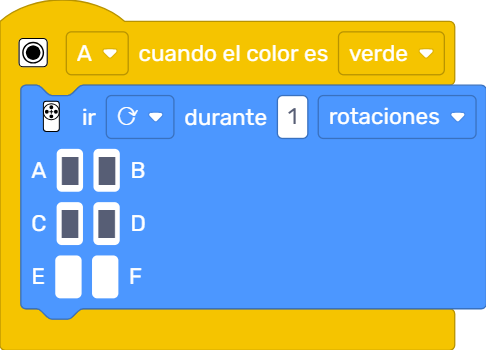 A cuando el color es verde
ir durante 1 rotaciones
A B
C D
E F